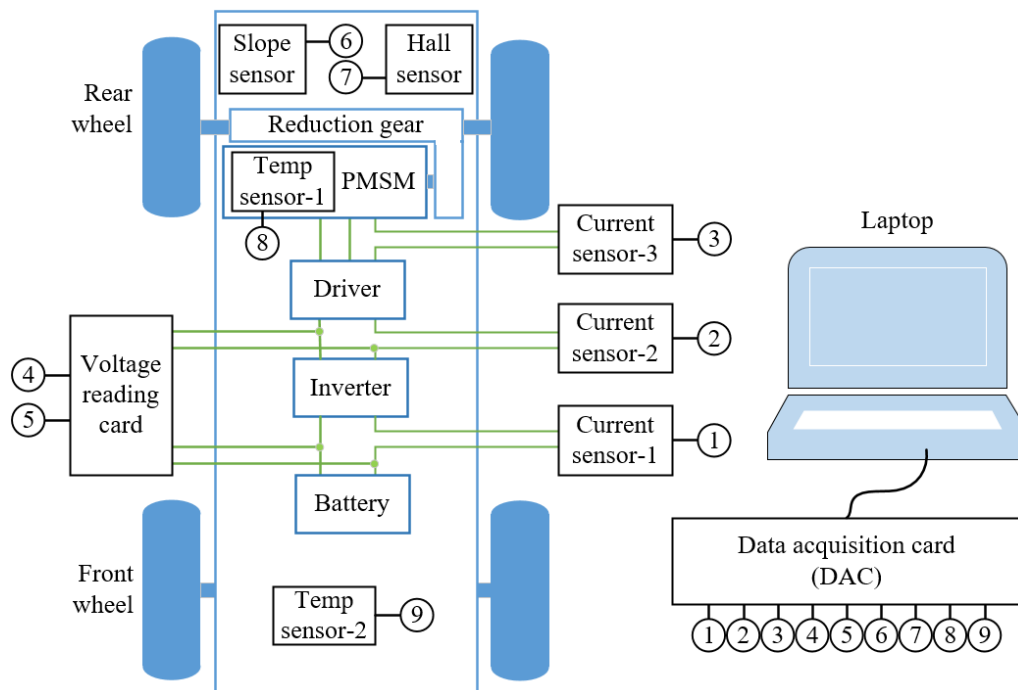 Slope
sensor
6
7
Hall
sensor
Rear
wheel
Reduction gear
Temp
sensor-1
PMSM
8
Current
sensor-3
3
Laptop
Driver
Current
sensor-2
2
4
5
Voltage
reading
card
Inverter
Current
sensor-1
1
Battery
Data acquisition card
(DAC)
Front
wheel
Temp
sensor-2
9
1 2 3 4 5 6 7 8 9